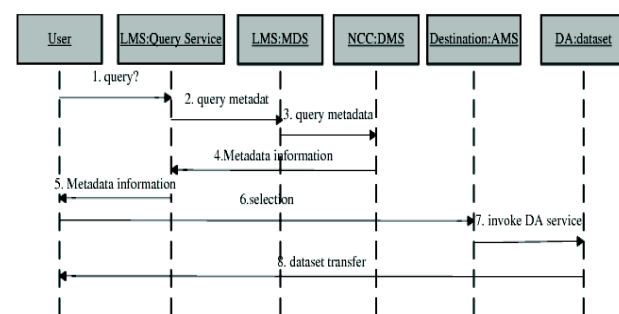 User
LMS:Query Service
LMS:MDS
NCC:DMS
Destination:AMS
DA:dataset
1. query?
2. query metadat
3. query metadata
4.Metadata information
5. Metadata information
6.selection
7. invoke DA service
8. dataset transfer